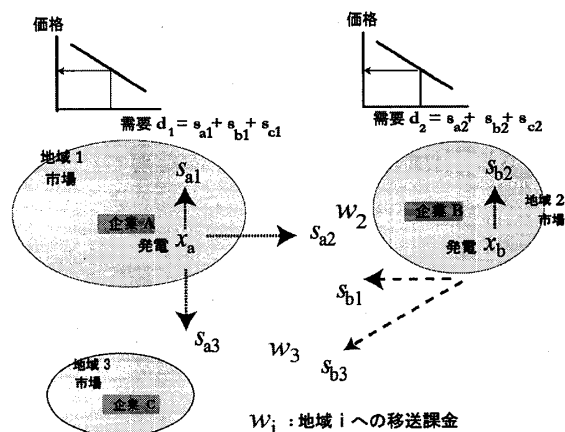 価格
需要 d1 = sa1 + sb1 + sc1
価格
需要 d2 = sa2 + sb2 + sc2
地域 1
市場
sa1
企業 A
発電 xa
sa2
sa3
w2
sb2
地域 2
市場
企業 B
発電 xb
sb1
w3
sb3
地域 3
市場
企業 C
wi : 地域 i への移送課金